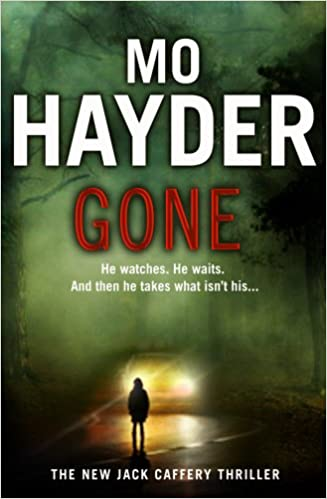 MO
HAYDER
GONE
He watches. He waits.
And then he takes what isn't his...
THE NEW JACK CAFFERY THRILLER